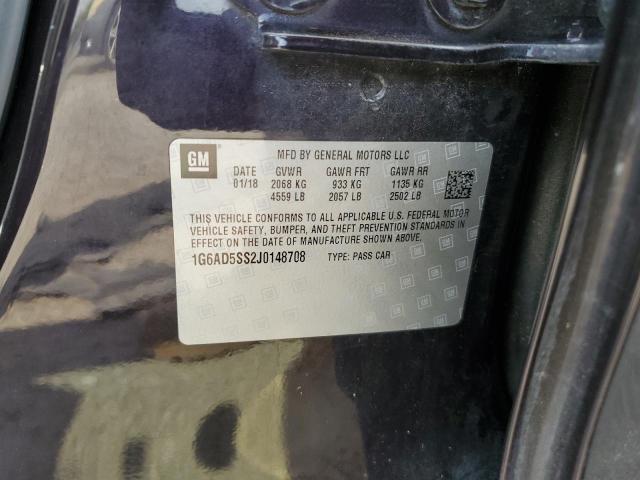 GM
MFD BY GENERAL MOTORS LLC
DATE GVWR GAWR FRT GAWR RR
01/18 2068 KG 933 KG 1135 KG
4559 LB 2057 LB 2502 LB
THIS VEHICLE CONFORMS TO ALL APPLICABLE U.S. FEDERAL MOTOR
VEHICLE SAFETY, BUMPER, AND THEFT PREVENTION STANDARDS IN
EFFECT ON THE DATE OF MANUFACTURE SHOWN ABOVE.
1G6AD5SS2J0148708 TYPE: PASS CAR